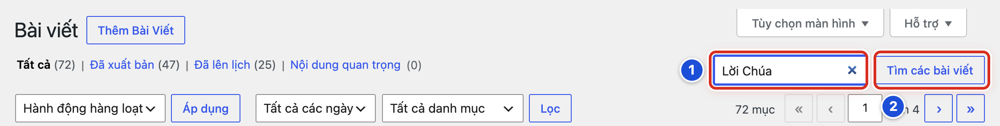 Bài viết Thêm Bài Viết Tùy chọn màn hình Hỗ trợ
Tất cả (72) | Đã xuất bản (47) | Đã lên lịch (25) | Nội dung quan trọng (0)
1 Lời Chúa Tìm các bài viết
Hành động hàng loạt Áp dụng Tất cả các ngày Tất cả danh mục Lọc 72 mục « ‹ 1 2 4 › »